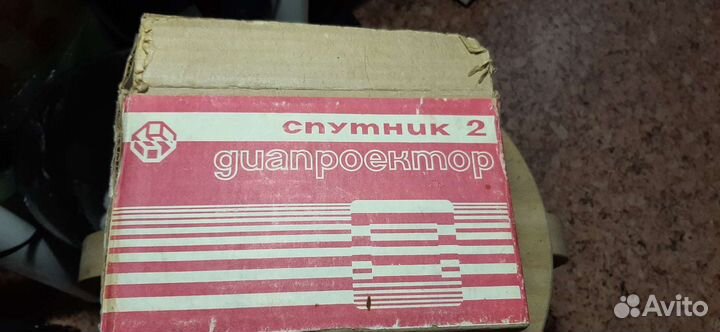 спутник 2
диапроектор
Avito